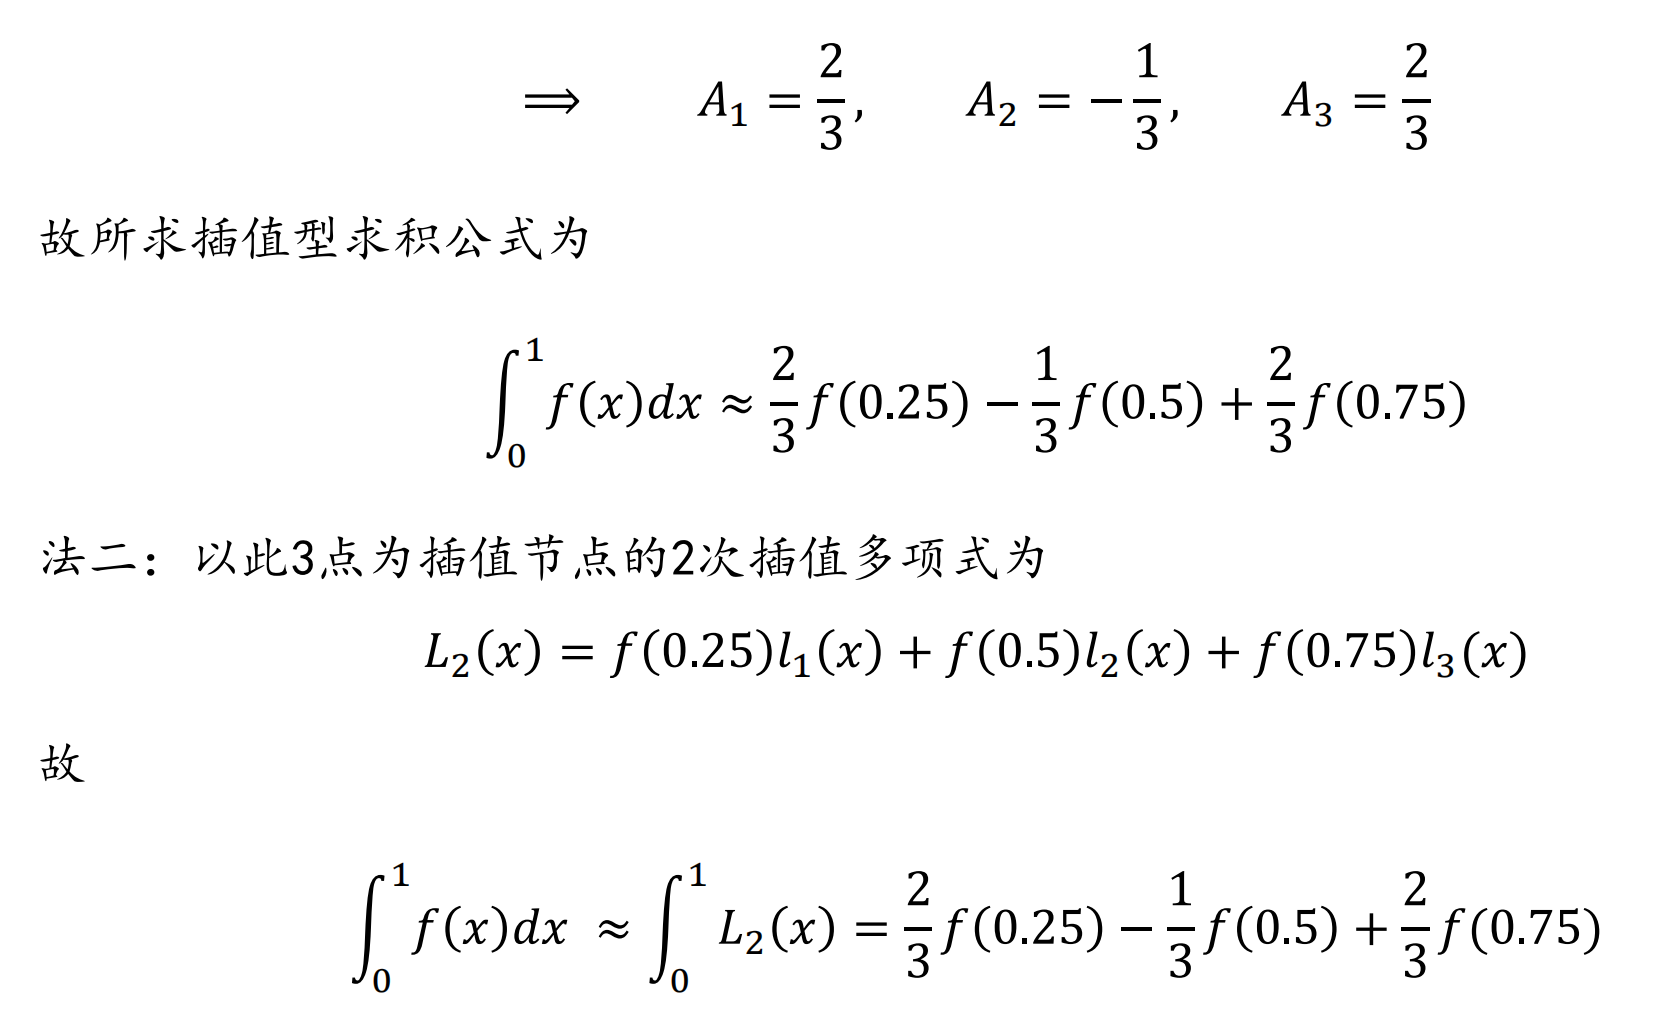 ⟹ A₁ = 2/3, A₂ = −1/3, A₃ = 2/3
故所求插值型求积公式为
∫₀¹ f(x)dx ≈ 2/3 f(0.25) − 1/3 f(0.5) + 2/3 f(0.75)
法二：以此3点为插值节点的2次插值多项式为
L₂(x) = f(0.25)l₁(x) + f(0.5)l₂(x) + f(0.75)l₃(x)
故
∫₀¹ f(x)dx ≈ ∫₀¹ L₂(x) = 2/3 f(0.25) − 1/3 f(0.5) + 2/3 f(0.75)